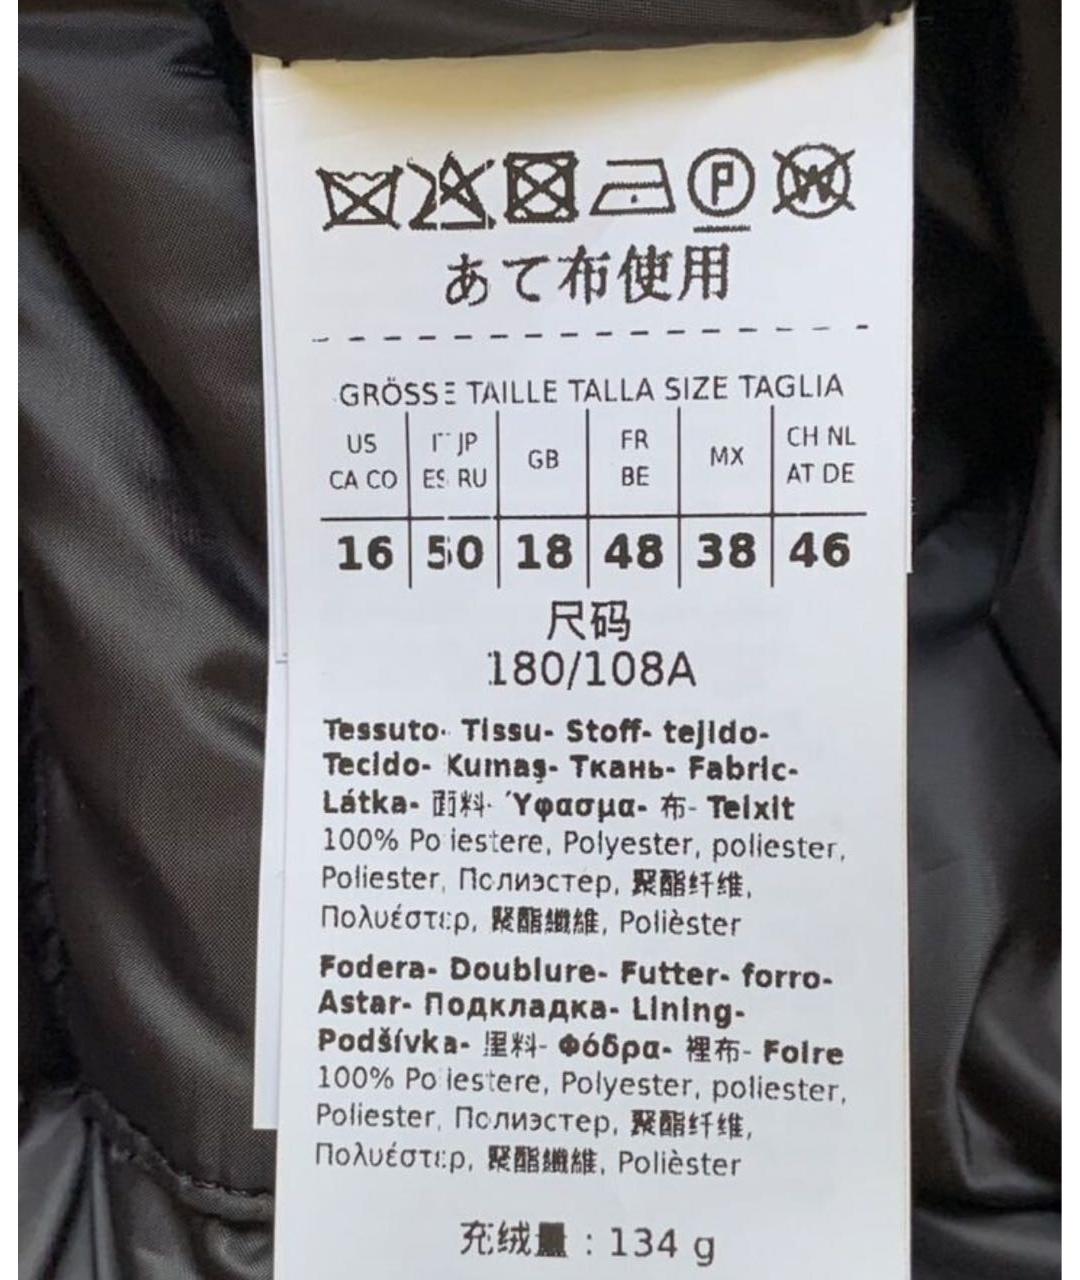 P W
あて布使用
GRÖSSE TAILLE TALLA SIZE TAGLIA
US IT JP GB FR MX CH NL
CA CO ES RU BE AT DE
16 50 18 48 38 46
尺码
180/108A
Tessuto- Tissu- Stoff- tejido-
Tecido- Kumaş- Ткань- Fabric-
Látka- 面料- Ύφασμα- 布- Teixit
100% Poliestere, Polyester, poliester,
Poliester, Полиэстер, 聚酯纤维,
Πολυέστερ, 聚酯纖維, Polièster
Fodera- Doublure- Futter- forro-
Astar- Подкладка- Lining-
Podšívka- 里料- Φόδρα- 裡布- Folre
100% Poliestere, Polyester, poliester,
Poliester, Полиэстер, 聚酯纤维,
Πολυέστερ, 聚酯纖維, Polièster
充绒量 : 134 g